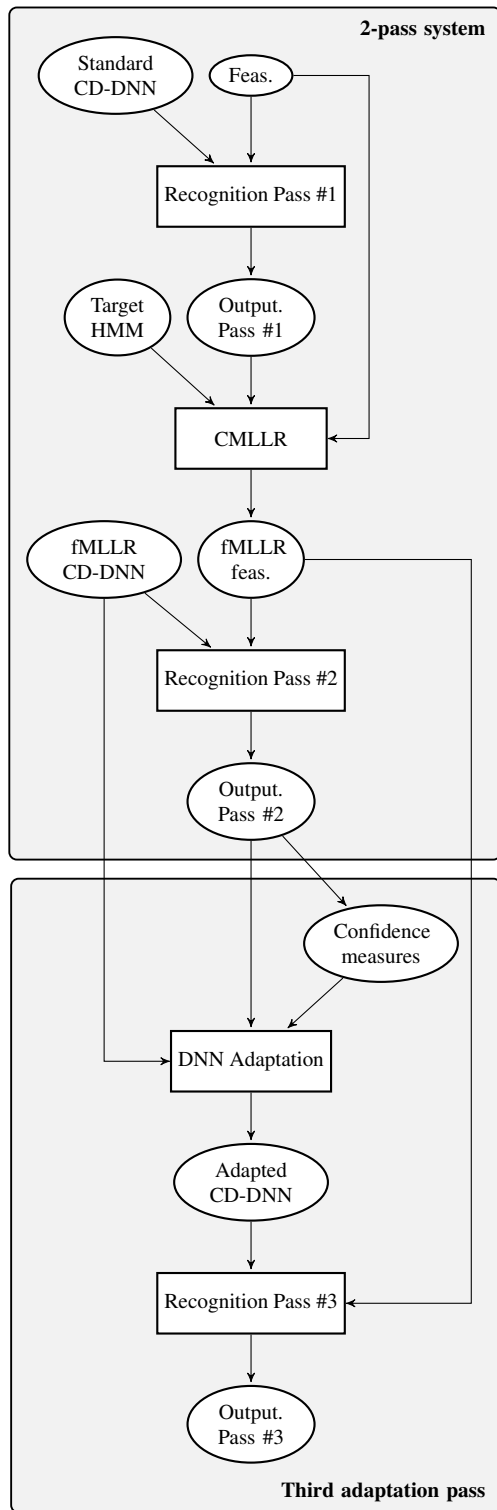 2-pass system
Standard
CD-DNN
Feas.
Recognition Pass #1
Target
HMM
Output.
Pass #1
CMLLR
fMLLR
CD-DNN
fMLLR
feas.
Recognition Pass #2
Output.
Pass #2
Confidence
measures
DNN Adaptation
Adapted
CD-DNN
Recognition Pass #3
Output.
Pass #3
Third adaptation pass